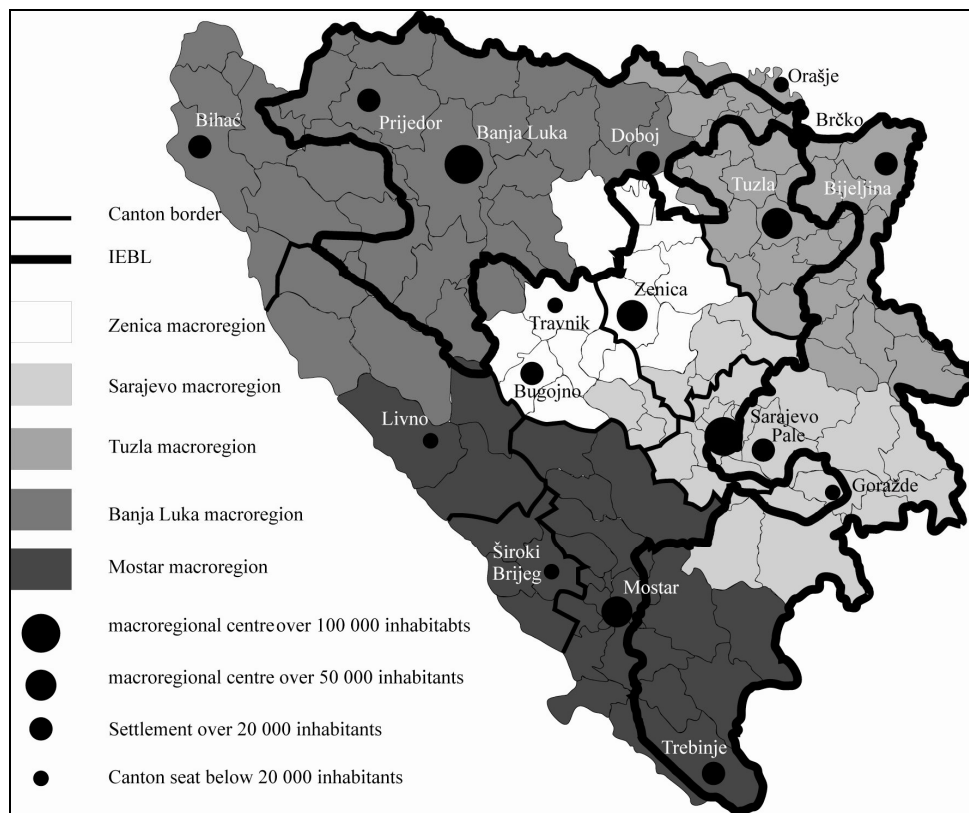 Canton border
IEBL
Zenica macroregion
Sarajevo macroregion
Tuzla macroregion
Banja Luka macroregion
Mostar macroregion
macroregional centre over 100 000 inhabitabts
macroregional centre over 50 000 inhabitants
Settlement over 20 000 inhabitants
Canton seat below 20 000 inhabitants
Orašje
Brčko
Bihać
Prijedor
Banja Luka
Doboj
Tuzla
Bijeljina
Zenica
Travnik
Bugojno
Livno
Sarajevo
Pale
Goražde
Široki
Brijeg
Mostar
Trebinje